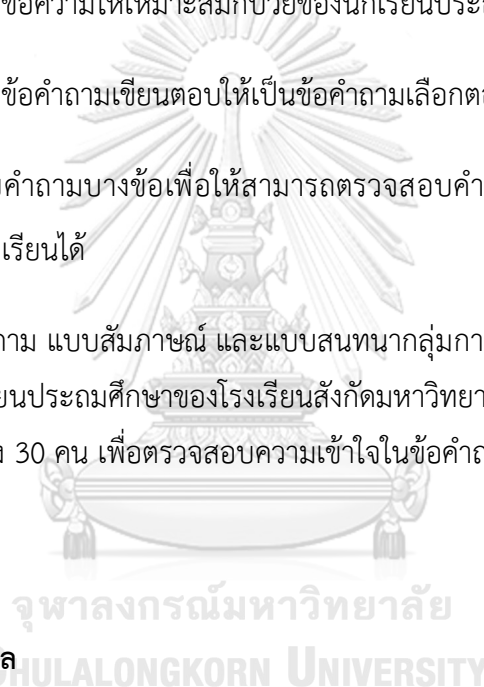 ข้อความให้เหมาะสมกับวัยของนักเรียนประ
ข้อคำถามเขียนตอบให้เป็นข้อคำถามเลือกต
คำถามบางข้อเพื่อให้สามารถตรวจสอบคำ
เรียนได้
ถาม แบบสัมภาษณ์ และแบบสนทนากลุ่มกา
ยนประถมศึกษาของโรงเรียนสังกัดมหาวิทยา
30 คน เพื่อตรวจสอบความเข้าใจในข้อคำถ
จุฬาลงกรณ์มหาวิทยาลัย
ล
CHULALONGKORN UNIVERSITY